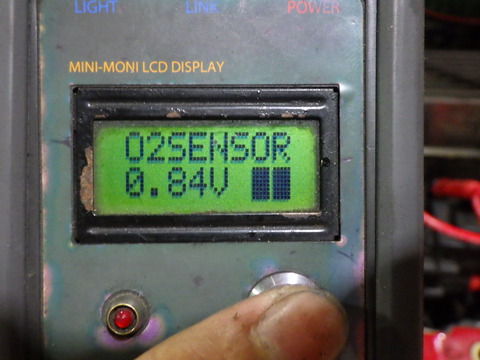 LIGHT LINK POWER
MINI-MONI LCD DISPLAY
O2SENSOR
0.84V